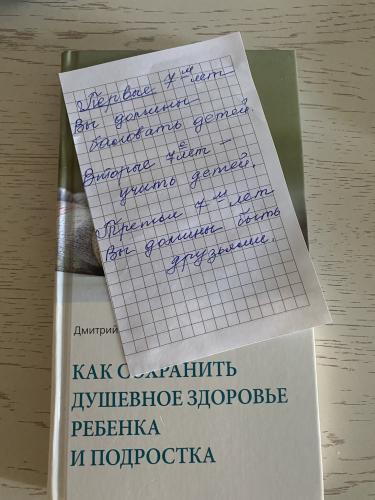 Первые 7 м лет
Вы должны
баловать детей.
Вторые 7 е лет –
учить детей.
Третьи 7 м лет
Вы должны быть
друзьями.
Дмитрий
КАК СОХРАНИТЬ
ДУШЕВНОЕ ЗДОРОВЬЕ
РЕБЕНКА
И ПОДРОСТКА